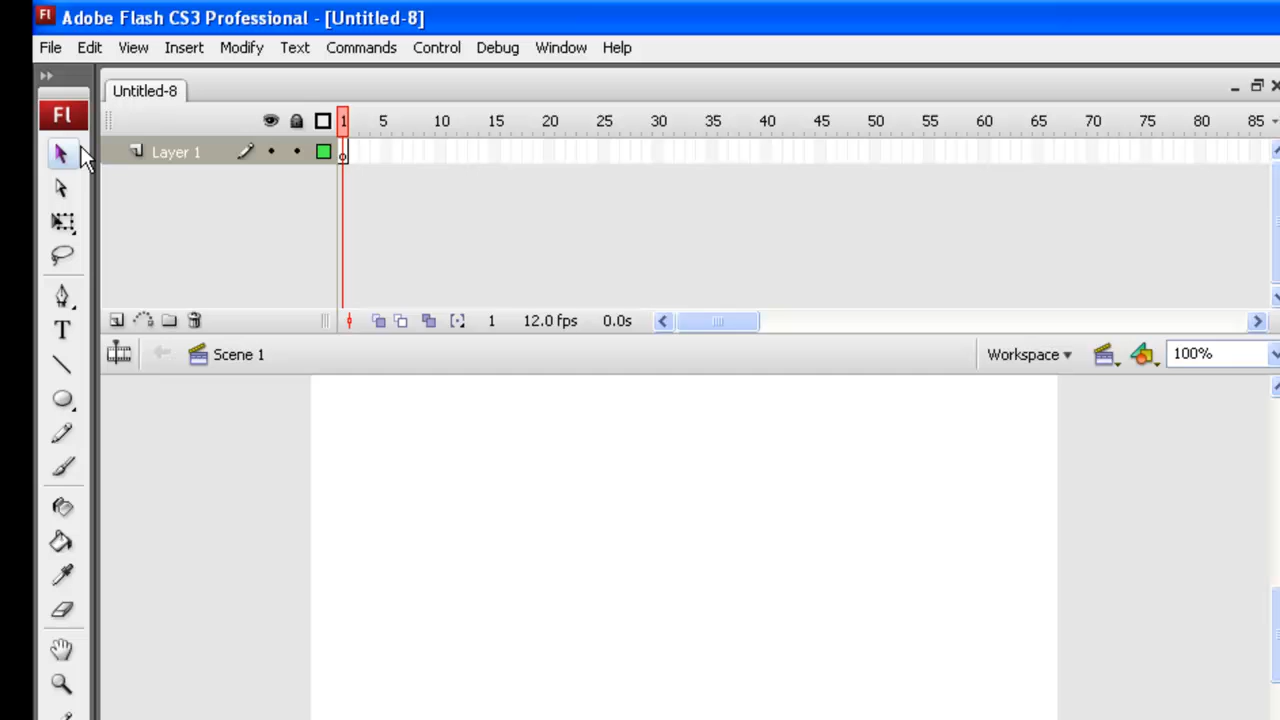 Fl Adobe Flash CS3 Professional - [Untitled-8]
File Edit View Insert Modify Text Commands Control Debug Window Help
Untitled-8
Fl
1 5 10 15 20 25 30 35 40 45 50 55 60 65 70 75 80 85
Layer 1
T
1 12.0 fps 0.0s
Scene 1 Workspace 100%